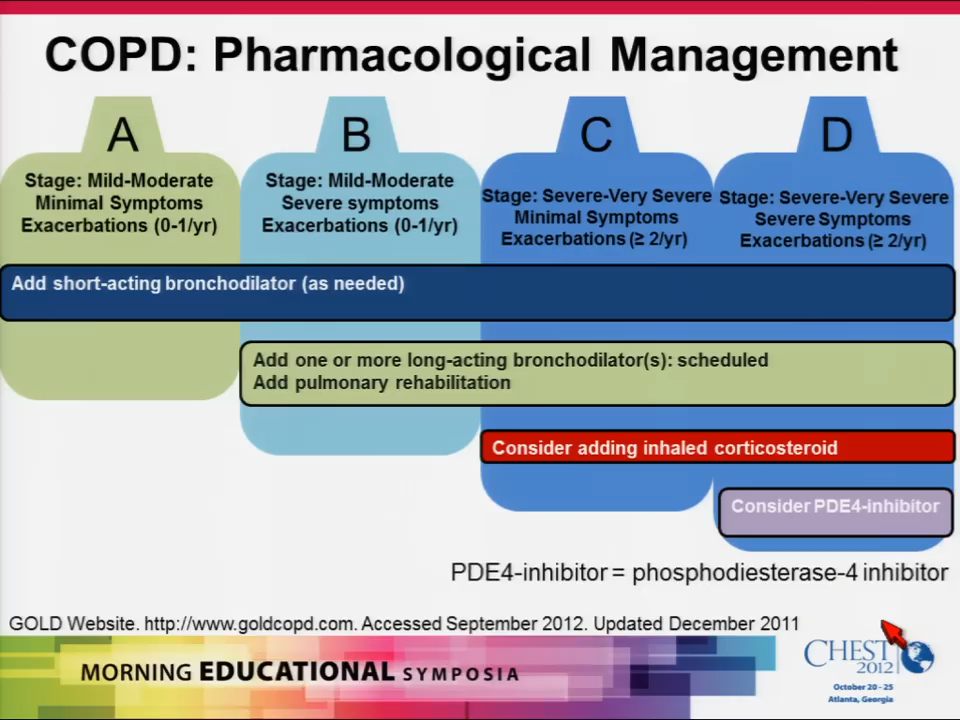 COPD: Pharmacological Management
A
Stage: Mild-Moderate
Minimal Symptoms
Exacerbations (0-1/yr)
B
Stage: Mild-Moderate
Severe symptoms
Exacerbations (0-1/yr)
C
Stage: Severe-Very Severe
Minimal Symptoms
Exacerbations (≥ 2/yr)
D
Stage: Severe-Very Severe
Severe Symptoms
Exacerbations (≥ 2/yr)
Add short-acting bronchodilator (as needed)
Add one or more long-acting bronchodilator(s): scheduled
Add pulmonary rehabilitation
Consider adding inhaled corticosteroid
Consider PDE4-inhibitor
PDE4-inhibitor = phosphodiesterase-4 inhibitor
GOLD Website. http://www.goldcopd.com. Accessed September 2012. Updated December 2011
MORNING EDUCATIONAL SYMPOSIA
CHEST
2012
October 20 - 25
Atlanta, Georgia